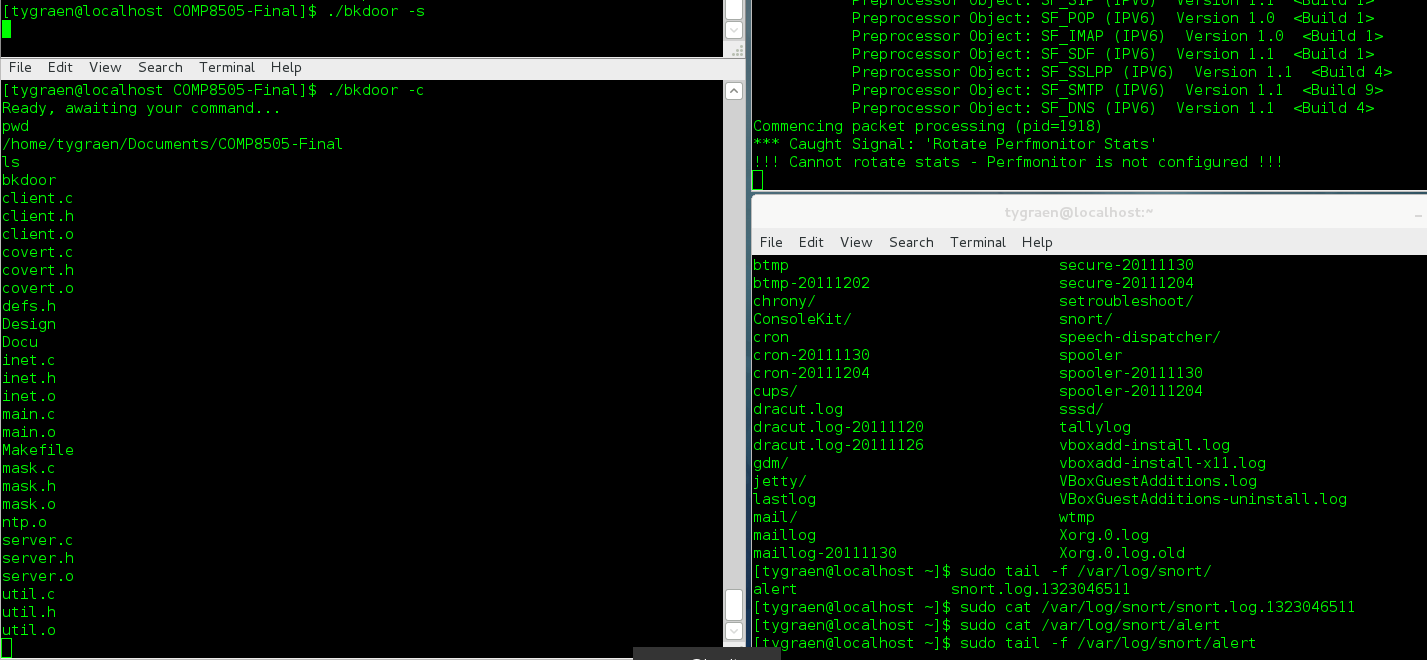 [tygraen@localhost COMP8505-Final]$ ./bkdoor -s
File Edit View Search Terminal Help
[tygraen@localhost COMP8505-Final]$ ./bkdoor -c
Ready, awaiting your command...
pwd
/home/tygraen/Documents/COMP8505-Final
ls
bkdoor
client.c
client.h
client.o
covert.c
covert.h
covert.o
defs.h
Design
Docu
inet.c
inet.h
inet.o
main.c
main.o
Makefile
mask.c
mask.h
mask.o
ntp.o
server.c
server.h
server.o
util.c
util.h
util.o
Preprocessor Object: SF_SIP (IPV6) Version 1.1 <Build 1>
Preprocessor Object: SF_POP (IPV6) Version 1.0 <Build 1>
Preprocessor Object: SF_IMAP (IPV6) Version 1.0 <Build 1>
Preprocessor Object: SF_SDF (IPV6) Version 1.1 <Build 1>
Preprocessor Object: SF_SSLPP (IPV6) Version 1.1 <Build 4>
Preprocessor Object: SF_SMTP (IPV6) Version 1.1 <Build 9>
Preprocessor Object: SF_DNS (IPV6) Version 1.1 <Build 4>
Commencing packet processing (pid=1918)
*** Caught Signal: 'Rotate Perfmonitor Stats'
!!! Cannot rotate stats - Perfmonitor is not configured !!!
tygraen@localhost:~
File Edit View Search Terminal Help
btmp secure-20111130
btmp-20111202 secure-20111204
chrony/ setroubleshoot/
ConsoleKit/ snort/
cron speech-dispatcher/
cron-20111130 spooler
cron-20111204 spooler-20111130
cups/ spooler-20111204
dracut.log sssd/
dracut.log-20111120 tallylog
dracut.log-20111126 vboxadd-install.log
gdm/ vboxadd-install-x11.log
jetty/ VBoxGuestAdditions.log
lastlog VBoxGuestAdditions-uninstall.log
mail/ wtmp
maillog Xorg.0.log
maillog-20111130 Xorg.0.log.old
[tygraen@localhost ~]$ sudo tail -f /var/log/snort/
alert snort.log.1323046511
[tygraen@localhost ~]$ sudo cat /var/log/snort/snort.log.1323046511
[tygraen@localhost ~]$ sudo cat /var/log/snort/alert
[tygraen@localhost ~]$ sudo tail -f /var/log/snort/alert